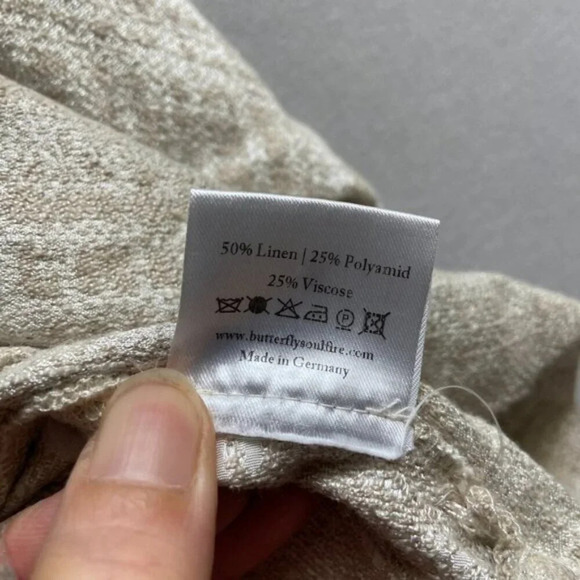 50% Linen | 25% Polyamid
25% Viscose
P
www.butterflysoulfire.com
Made in Germany